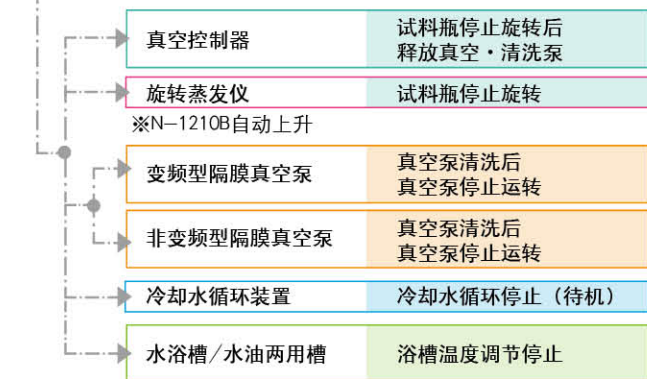 真空控制器
试料瓶停止旋转后
释放真空・清洗泵
旋转蒸发仪
试料瓶停止旋转
※N-1210B自动上升
变频型隔膜真空泵
真空泵清洗后
真空泵停止运转
非变频型隔膜真空泵
真空泵清洗后
真空泵停止运转
冷却水循环装置
冷却水循环停止（待机）
水浴槽/水油两用槽
浴槽温度调节停止